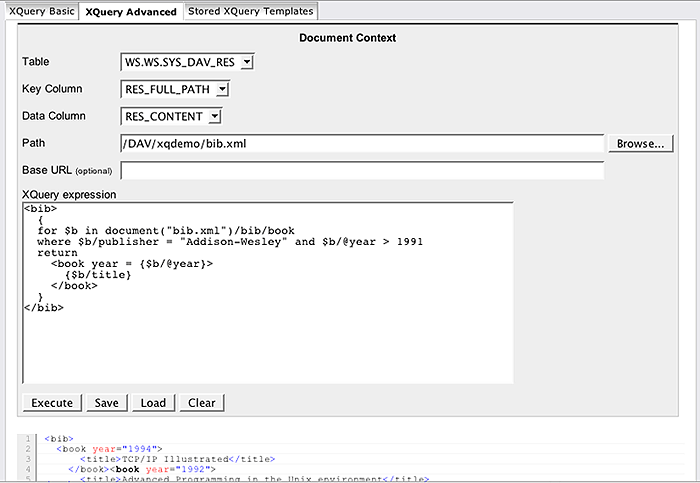 XQuery Basic XQuery Advanced Stored XQuery Templates
Document Context
Table WS.WS.SYS_DAV_RES
Key Column RES_FULL_PATH
Data Column RES_CONTENT
Path /DAV/xqdemo/bib.xml Browse...
Base URL (optional)
XQuery expression
<bib>
{
for $b in document("bib.xml")/bib/book
where $b/publisher = "Addison-Wesley" and $b/@year > 1991
return
<book year = {$b/@year}>
{$b/title}
</book>
}
</bib>
Execute Save Load Clear
1 <bib>
2 <book year="1994">
3 <title>TCP/IP Illustrated</title>
4 </book><book year="1992">
5 <title>Advanced Programming in the Unix environment</title>